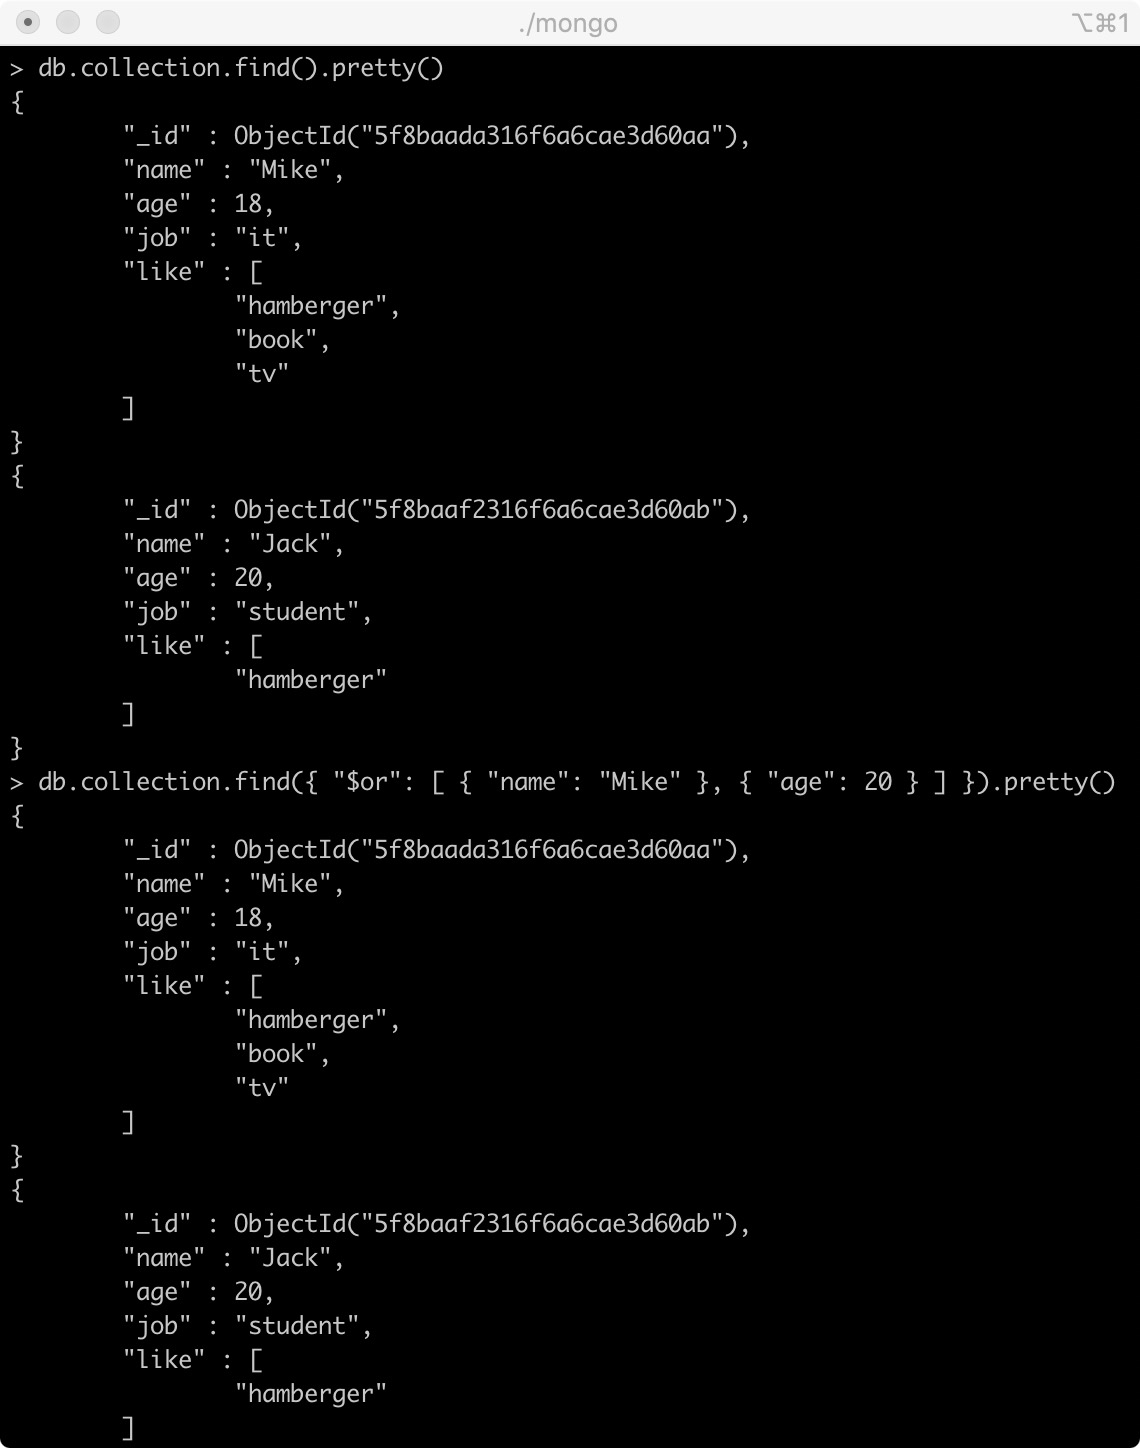 ./mongo
⌥⌘1
> db.collection.find().pretty()
{
"_id" : ObjectId("5f8baada316f6a6cae3d60aa"),
"name" : "Mike",
"age" : 18,
"job" : "it",
"like" : [
"hamberger",
"book",
"tv"
]
}
{
"_id" : ObjectId("5f8baaf2316f6a6cae3d60ab"),
"name" : "Jack",
"age" : 20,
"job" : "student",
"like" : [
"hamberger"
]
}
> db.collection.find({ "$or": [ { "name": "Mike" }, { "age": 20 } ] }).pretty()
{
"_id" : ObjectId("5f8baada316f6a6cae3d60aa"),
"name" : "Mike",
"age" : 18,
"job" : "it",
"like" : [
"hamberger",
"book",
"tv"
]
}
{
"_id" : ObjectId("5f8baaf2316f6a6cae3d60ab"),
"name" : "Jack",
"age" : 20,
"job" : "student",
"like" : [
"hamberger"
]